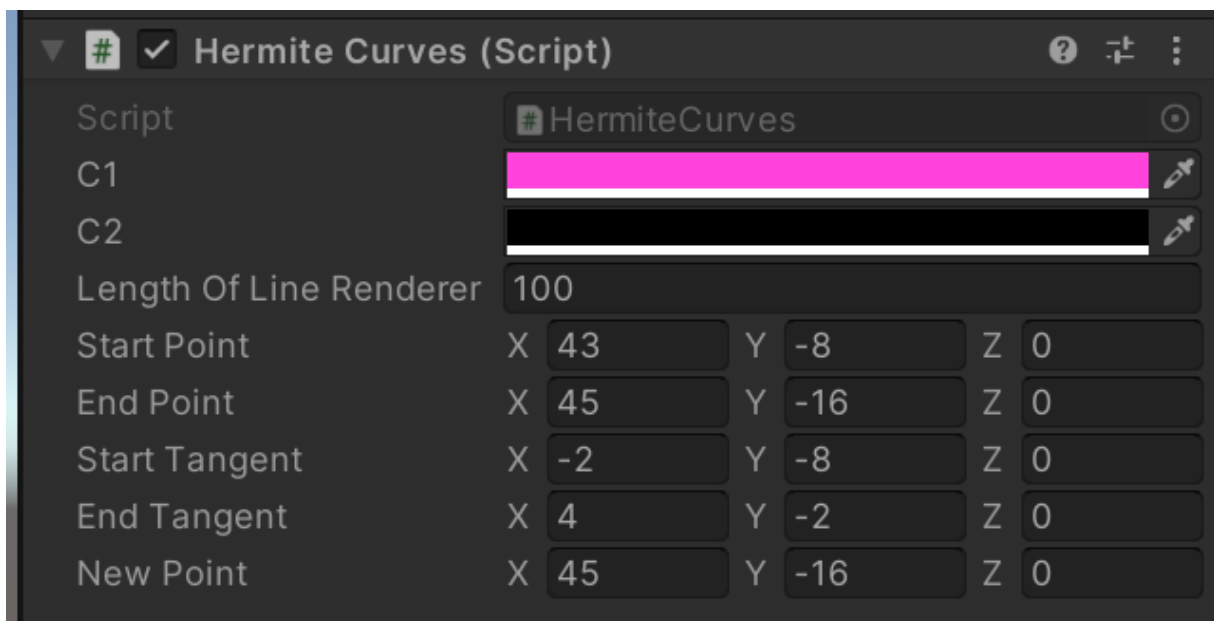 Hermite Curves (Script)
Script HermiteCurves
C1
C2
Length Of Line Renderer 100
Start Point X 43 Y -8 Z 0
End Point X 45 Y -16 Z 0
Start Tangent X -2 Y -8 Z 0
End Tangent X 4 Y -2 Z 0
New Point X 45 Y -16 Z 0